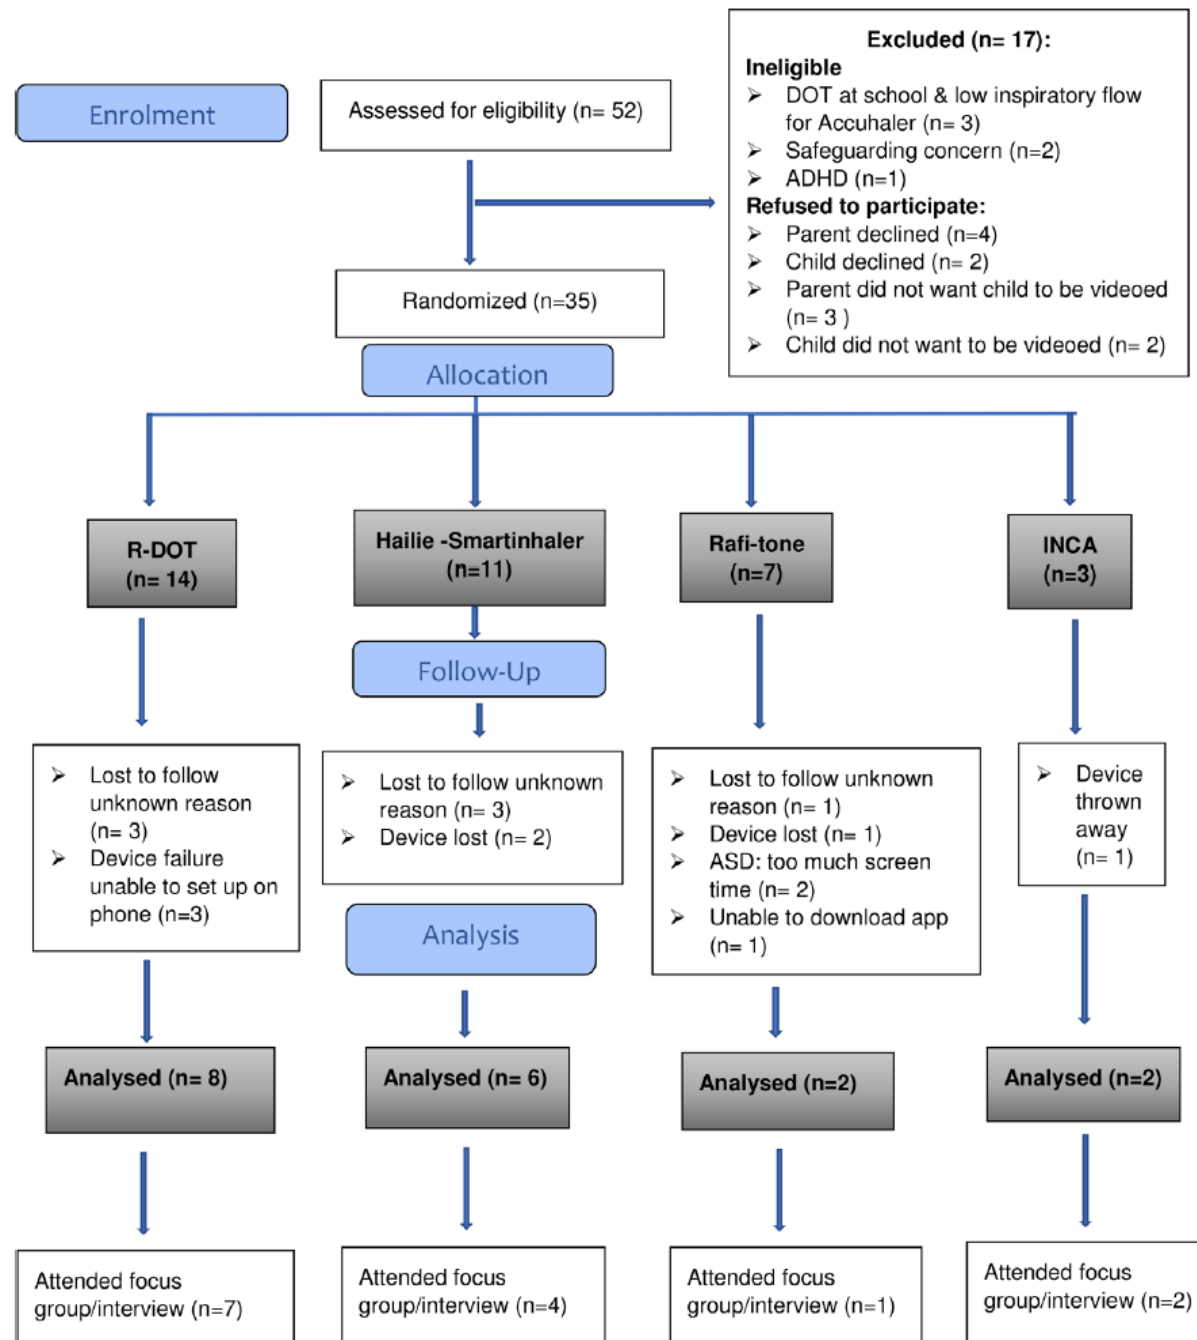 Enrolment
Assessed for eligibility (n= 52)
Excluded (n= 17):
Ineligible
➢ DOT at school & low inspiratory flow
for Accuhaler (n= 3)
➢ Safeguarding concern (n=2)
➢ ADHD (n=1)
Refused to participate:
➢ Parent declined (n=4)
➢ Child declined (n= 2)
➢ Parent did not want child to be videoed
(n= 3 )
➢ Child did not want to be videoed (n= 2)
Randomized (n=35)
Allocation
R-DOT
(n= 14)
Hailie -Smartinhaler
(n=11)
Rafi-tone
(n=7)
INCA
(n=3)
Follow-Up
➢ Lost to follow
unknown reason
(n= 3)
➢ Device failure
unable to set up on
phone (n=3)
➢ Lost to follow unknown
reason (n= 3)
➢ Device lost (n= 2)
➢ Lost to follow unknown
reason (n= 1)
➢ Device lost (n= 1)
➢ ASD: too much screen
time (n= 2)
➢ Unable to download app
(n= 1)
➢ Device
thrown
away
(n= 1)
Analysis
Analysed (n= 8)
Analysed (n= 6)
Analysed (n=2)
Analysed (n=2)
Attended focus
group/interview (n=7)
Attended focus
group/interview (n=4)
Attended focus
group/interview (n=1)
Attended focus
group/interview (n=2)